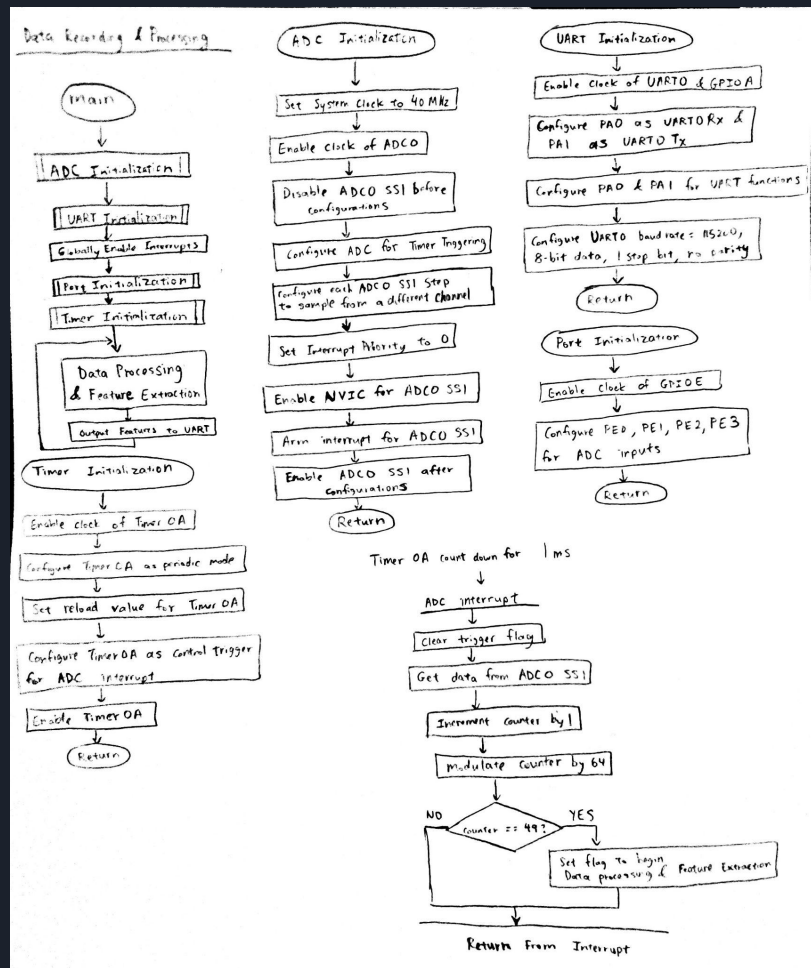 Data Recording & Processing
Main
ADC Initialization
UART Initialization
Globally Enable Interrupts
Port Initialization
Timer Initialization
Data Processing
& Feature Extraction
Output Features to UART
Timer Initialization
Enable clock of Timer 0A
Configure Timer 0A as periodic mode
Set reload value for Timer 0A
Configure Timer 0A as control trigger
for ADC interrupt
Enable Timer 0A
Return
ADC Initialization
Set System Clock to 40 MHz
Enable Clock of ADC0
Disable ADC0 SS1 before
configurations
Configure ADC for Timer Triggering
Configure each ADC0 SS1 Step
to sample from a different Channel
Set Interrupt Priority to 0
Enable NVIC for ADC0 SS1
Arm interrupt for ADC0 SS1
Enable ADC0 SS1 after
configurations
Return
UART Initialization
Enable Clock of UART0 & GPIOA
Configure PA0 as UART0 Rx &
PA1 as UART0 Tx
Configure PA0 & PA1 for UART functions
Configure UART0 baud rate = 115200,
8-bit data, 1 stop bit, no parity
Return
Port Initialization
Enable Clock of GPIOE
Configure PE0, PE1, PE2, PE3
for ADC inputs
Return
Timer 0A count down for 1 ms
ADC interrupt
Clear trigger flag
Get data from ADC0 SS1
Increment counter by 1
modulate counter by 64
NO
counter == 49?
YES
Set flag to begin
Data processing & Feature Extraction
Return From Interrupt